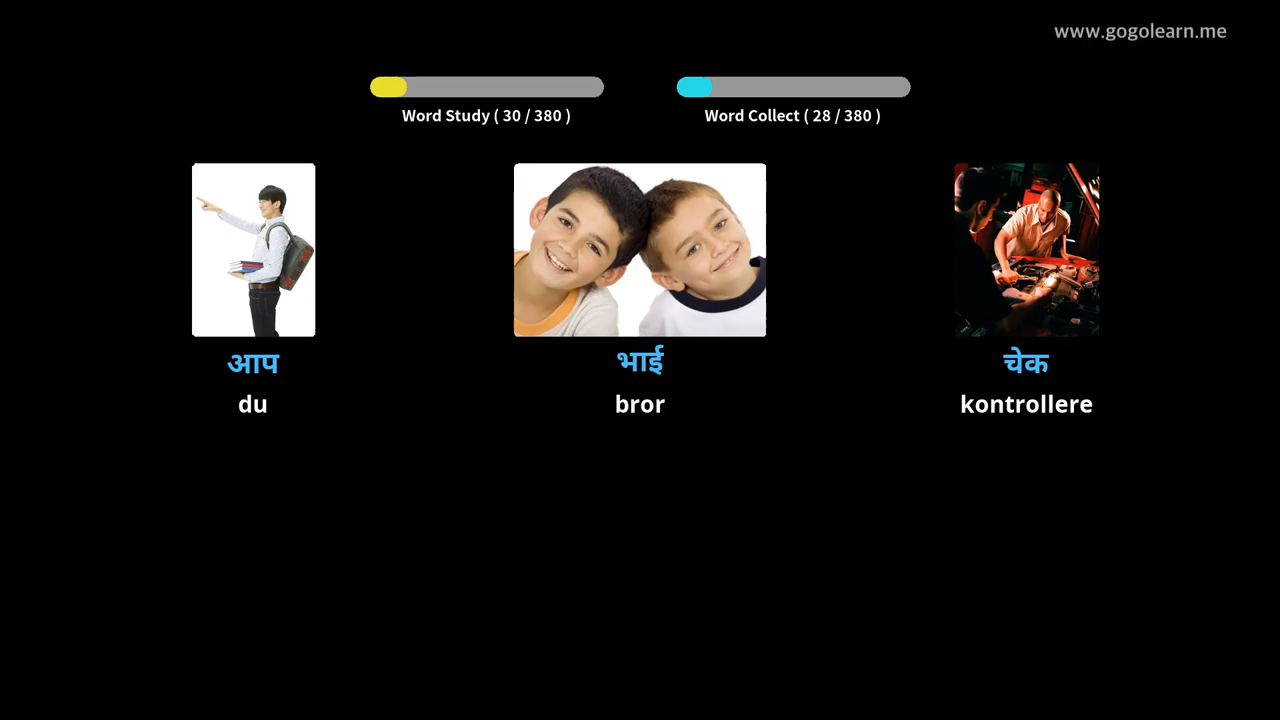 www.gogolearn.me
Word Study ( 30 / 380 )
Word Collect ( 28 / 380 )
आप
भाई
चेक
du
bror
kontrollere